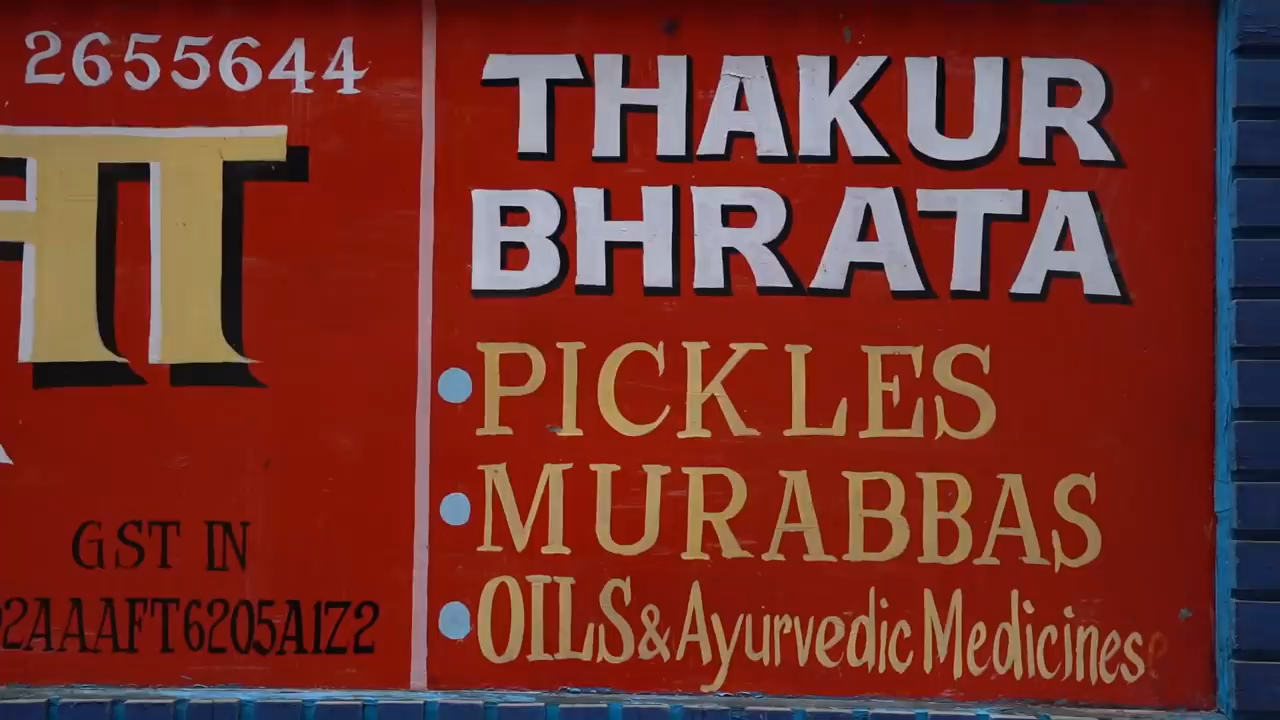 2655644
GST IN
2AAAFT6205A1Z2
THAKUR
BHRATA
PICKLES
MURABBAS
OILS & Ayurvedic Medicines